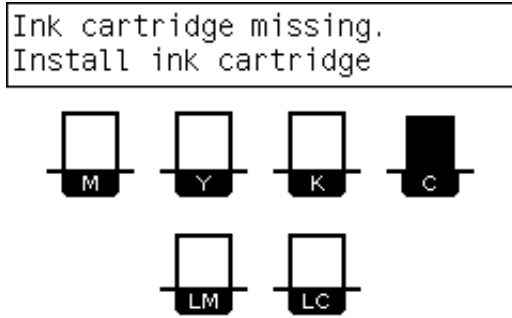 Ink cartridge missing.
Install ink cartridge
M Y K C
LM LC